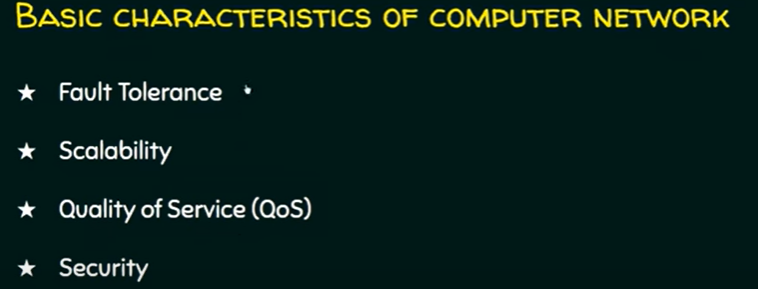 Basic characteristics of computer network
★ Fault Tolerance
★ Scalability
★ Quality of Service (QoS)
★ Security